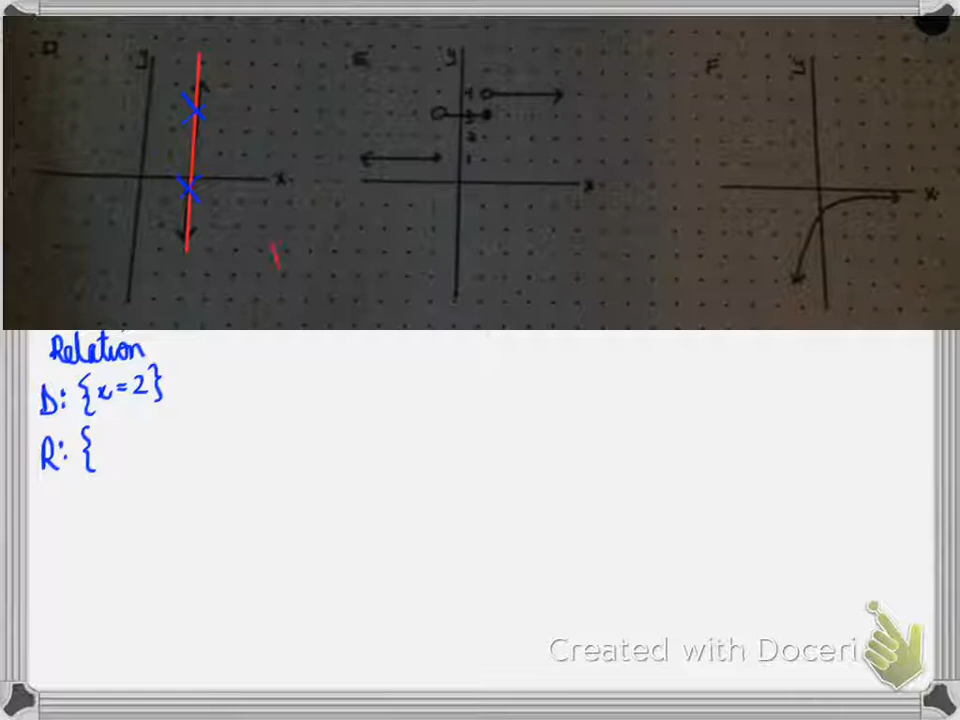 D y x
E y 4 3 2 1 x
F y x
Relation
D: {x=2}
R: {
Created with Doceri